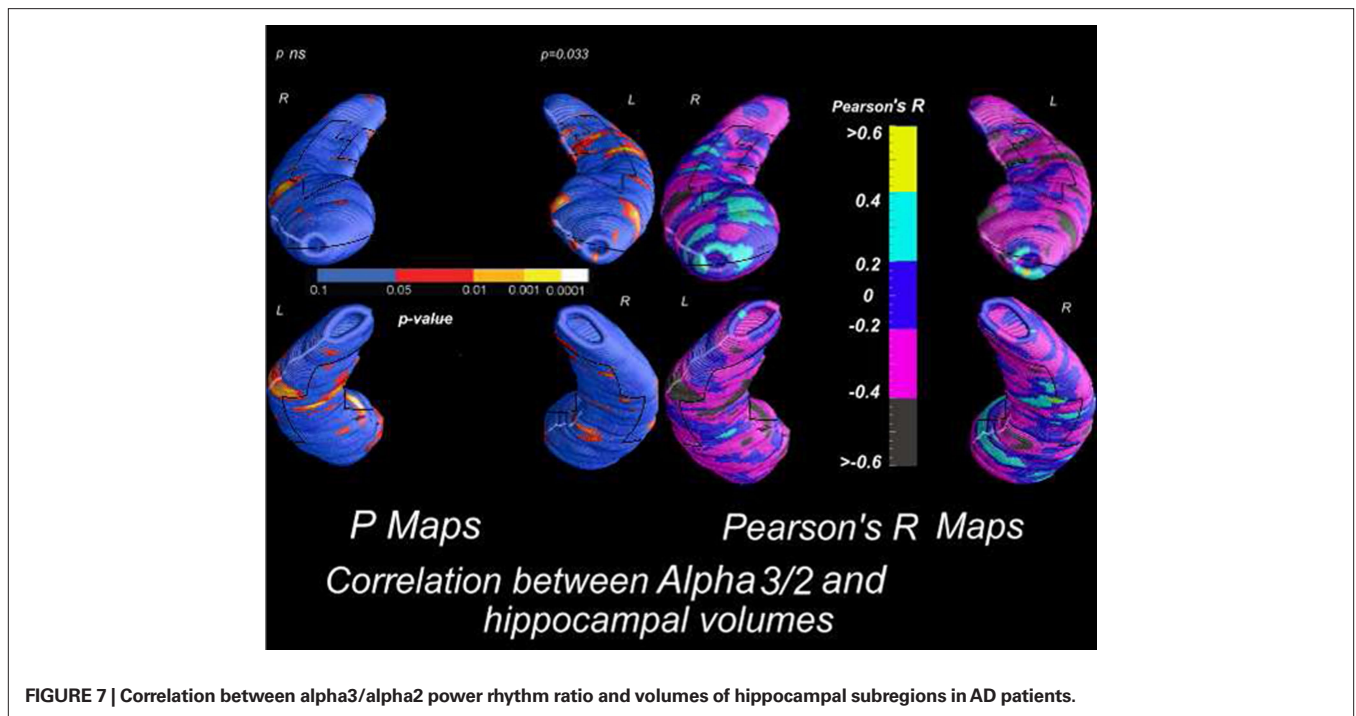 p ns
p=0.033
R
L
R
Pearson's R
L
>0.6
0.4
0.2
0
-0.2
-0.4
>-0.6
0.1
0.05
0.01
0.001
0.0001
p-value
L
R
L
R
P Maps
Pearson's R Maps
Correlation between Alpha 3/2 and
hippocampal volumes
FIGURE 7 | Correlation between alpha3/alpha2 power rhythm ratio and volumes of hippocampal subregions in AD patients.